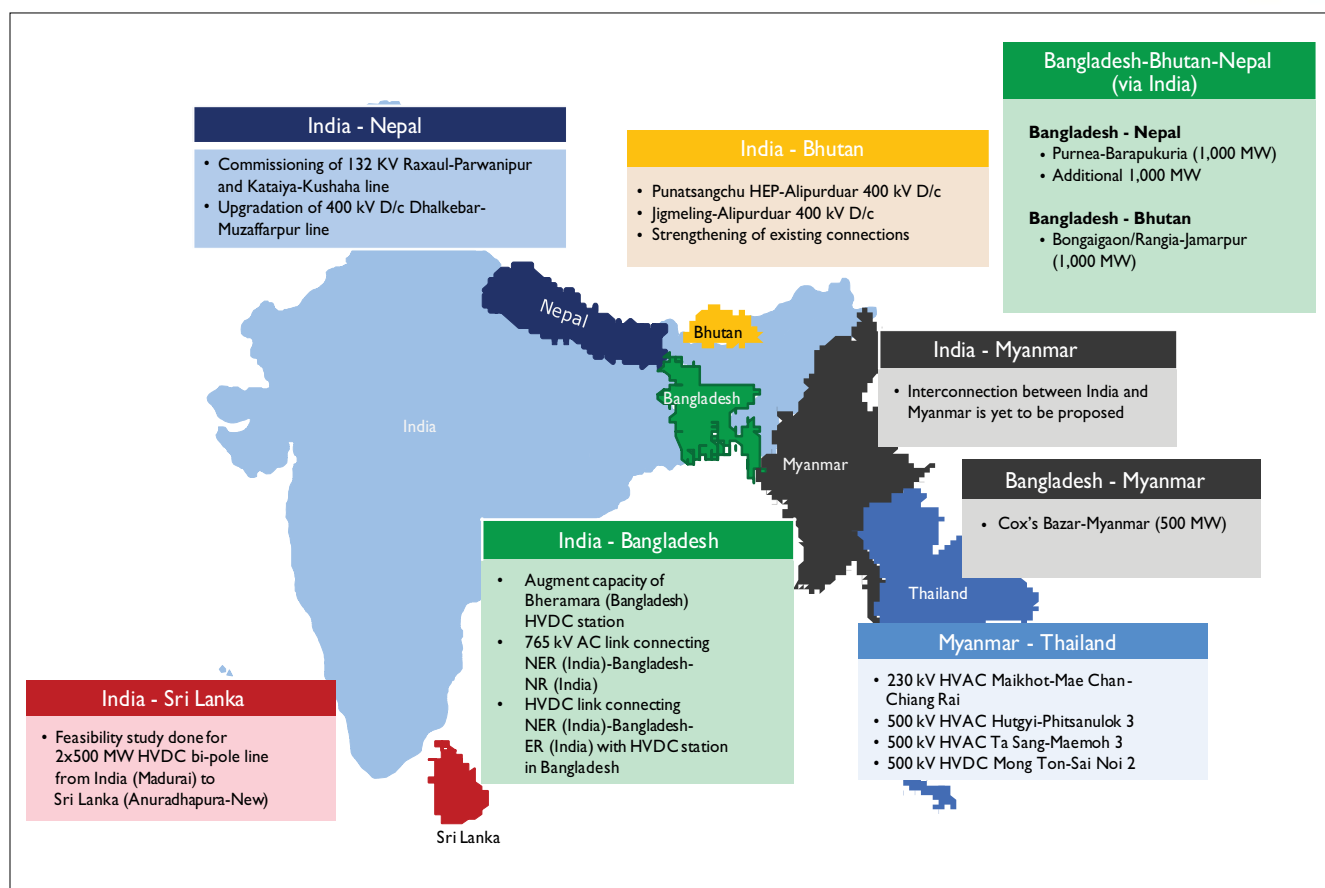 Bangladesh-Bhutan-Nepal
(via India)
Bangladesh - Nepal
• Purnea-Barapukuria (1,000 MW)
• Additional 1,000 MW
Bangladesh - Bhutan
• Bongaigaon/Rangia-Jamarpur
(1,000 MW)
India - Nepal
• Commissioning of 132 KV Raxaul-Parwanipur
and Kataiya-Kushaha line
• Upgradation of 400 kV D/c Dhalkebar-
Muzaffarpur line
India - Bhutan
• Punatsangchu HEP-Alipurduar 400 kV D/c
• Jigmeling-Alipurduar 400 kV D/c
• Strengthening of existing connections
Nepal
Bhutan
India - Myanmar
• Interconnection between India and
Myanmar is yet to be proposed
Bangladesh
India
Myanmar
Bangladesh - Myanmar
• Cox's Bazar-Myanmar (500 MW)
India - Bangladesh
• Augment capacity of
Bheramara (Bangladesh)
HVDC station
• 765 kV AC link connecting
NER (India)-Bangladesh-
NR (India)
• HVDC link connecting
NER (India)-Bangladesh-
ER (India) with HVDC station
in Bangladesh
Thailand
Myanmar - Thailand
• 230 kV HVAC Maikhot-Mae Chan-
Chiang Rai
• 500 kV HVAC Hutgyi-Phitsanulok 3
• 500 kV HVAC Ta Sang-Maemoh 3
• 500 kV HVDC Mong Ton-Sai Noi 2
India - Sri Lanka
• Feasibility study done for
2x500 MW HVDC bi-pole line
from India (Madurai) to
Sri Lanka (Anuradhapura-New)
Sri Lanka